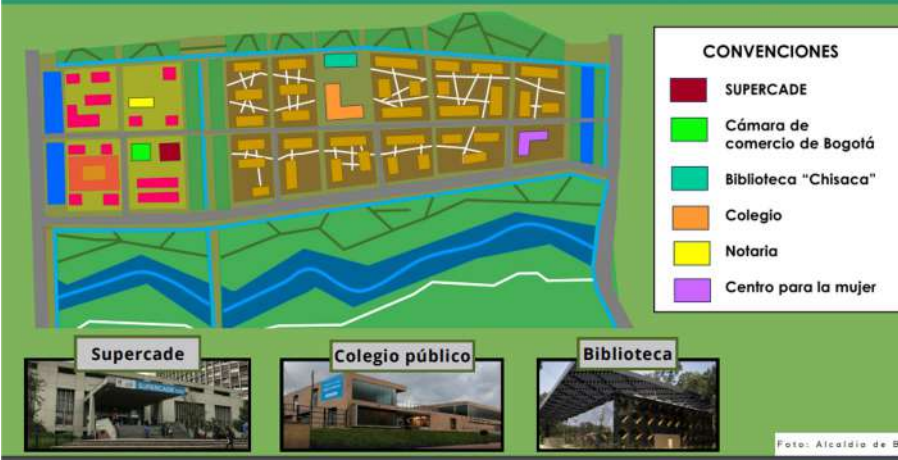 CONVENCIONES
SUPERCADE
Cámara de
comercio de Bogotá
Biblioteca "Chisaca"
Colegio
Notaria
Centro para la mujer
Supercade
Colegio público
Biblioteca
SUPERCADE
Foto: Alcaldía de B